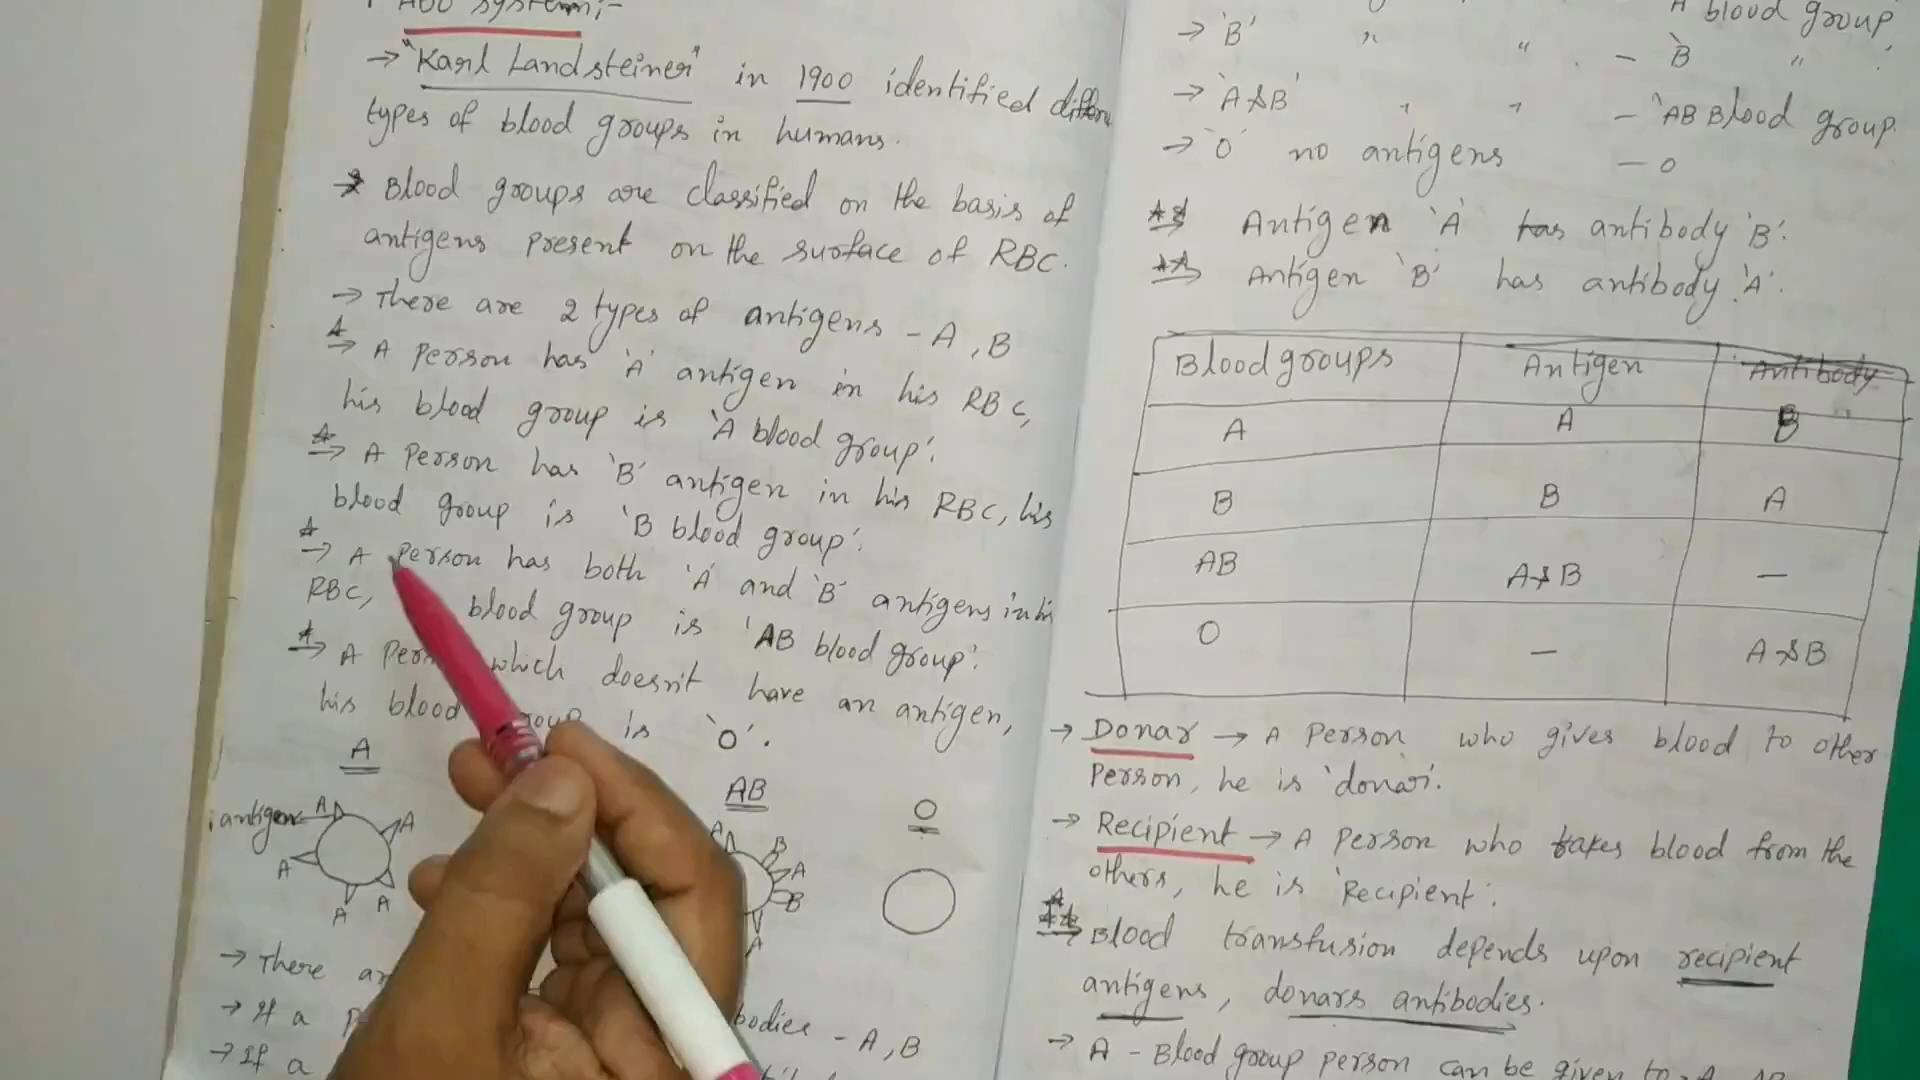 ABO system:-
→ "Karl Landsteiner" in 1900 identified
types of blood groups in humans.
→ Blood groups are classified on the basis of
antigens present on the surface of RBC.
→ There are 2 types of antigens - A, B
→ A person has 'A' antigen in his RBC,
his blood group is 'A blood group'.
→ A person has 'B' antigen in his RBC, his
blood group is 'B blood group'.
→ A person has both 'A' and 'B' antigens in
RBC, blood group is 'AB blood group'.
→ A which doesn't have an antigen,
his blood is 'O'.
A
AB
O
antigen A A
A A A
A B A B A
→ There
→ If a
→ If a
- A, B
A blood group
→ 'B' " " - 'B "
→ 'A&B' " " - 'AB Blood group.
→ 'O' no antigens - O
Antigen 'A' has antibody 'B'.
Antigen 'B' has antibody 'A'.
Blood groups Antigen Antibody
A A B
B B A
AB A&B —
O — A&B
→ Donar → A person who gives blood to other
person, he is 'donar'.
→ Recipient → A person who takes blood from the
others, he is 'Recipient'.
Blood transfusion depends upon recipient
antigens, donars antibodies.
→ A - Blood group person can be given to - A, AB